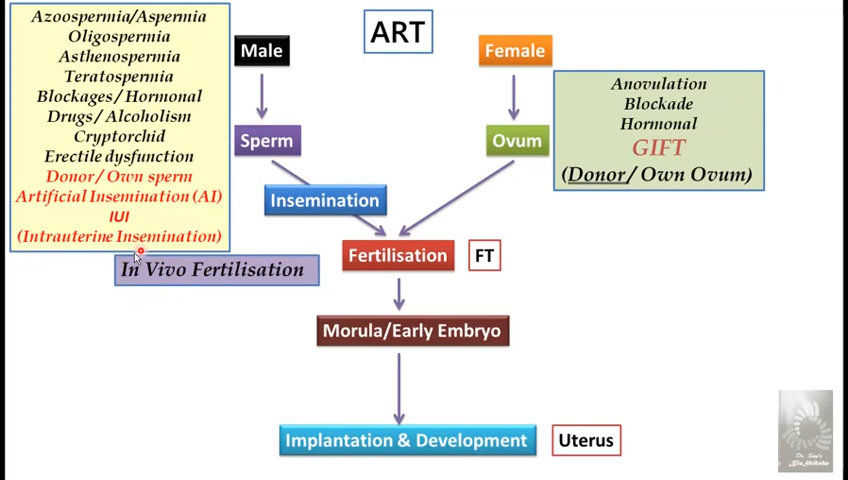 ART
Azoospermia/Aspermia
Oligospermia
Asthenospermia
Teratospermia
Blockages / Hormonal
Drugs / Alcoholism
Cryptorchid
Erectile dysfunction
Donor / Own sperm
Artificial Insemination (AI)
IUI
(Intrauterine Insemination)
Male
Female
Anovulation
Blockade
Hormonal
GIFT
(Donor / Own Ovum)
Sperm
Ovum
Insemination
In Vivo Fertilisation
Fertilisation
FT
Morula/Early Embryo
Implantation & Development
Uterus